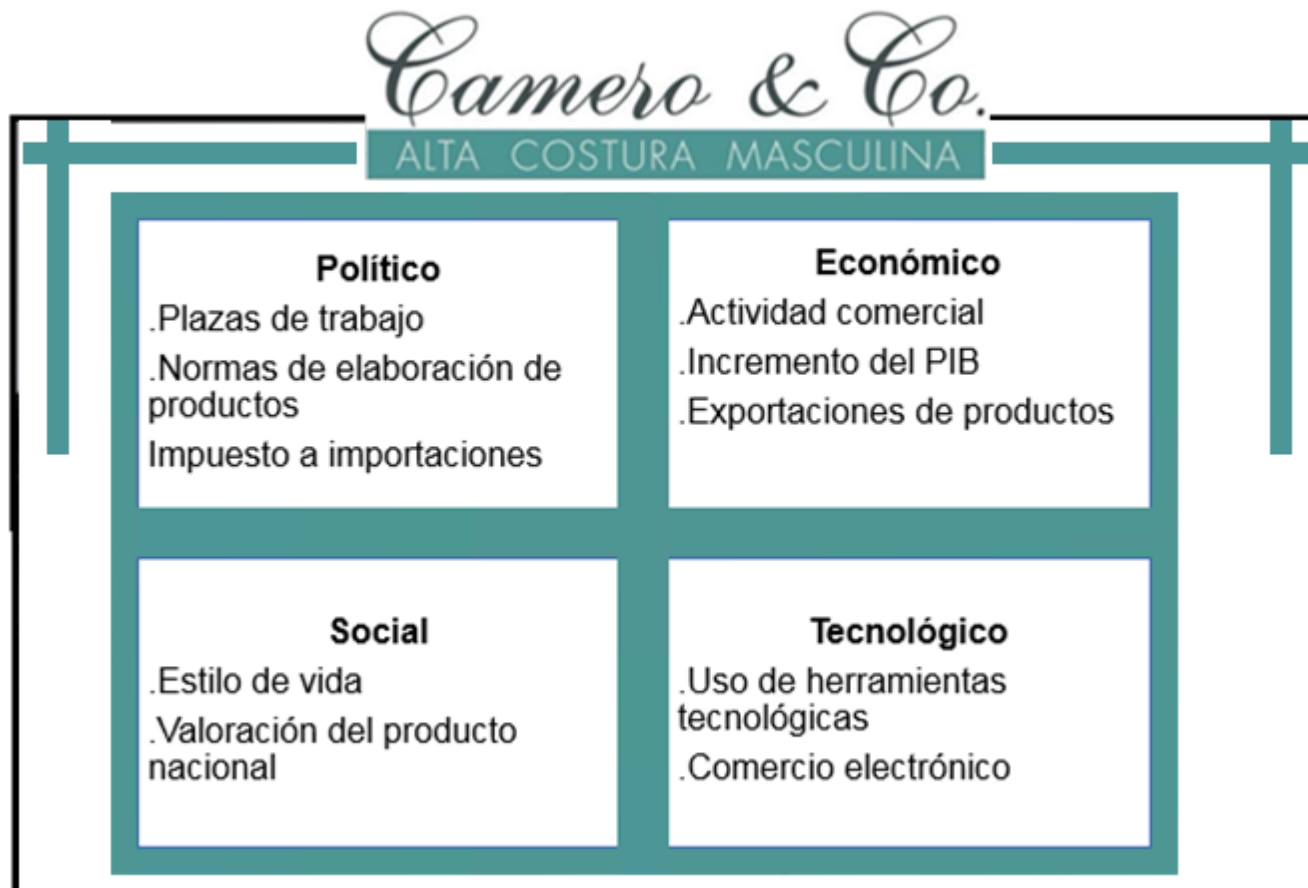 Camero & Co.
ALTA COSTURA MASCULINA
Político
.Plazas de trabajo
.Normas de elaboración de
productos
Impuesto a importaciones
Económico
.Actividad comercial
.Incremento del PIB
.Exportaciones de productos
Social
.Estilo de vida
.Valoración del producto
nacional
Tecnológico
.Uso de herramientas
tecnológicas
.Comercio electrónico